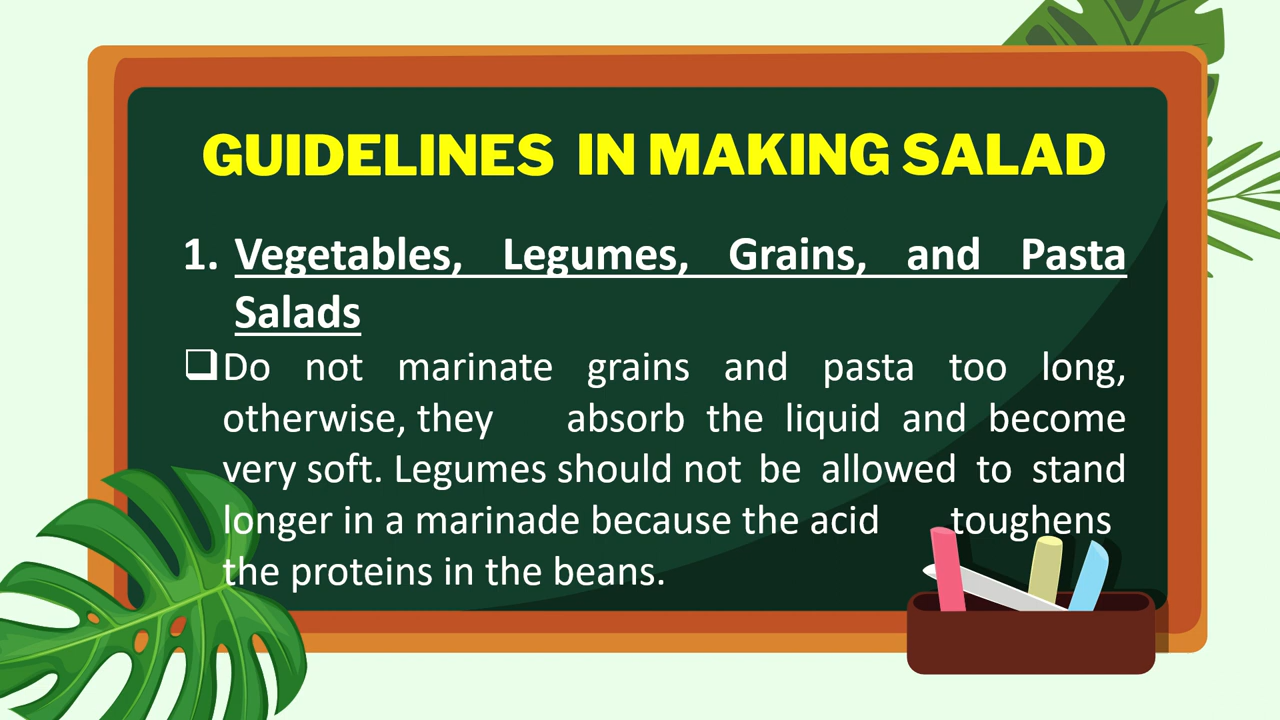 GUIDELINES IN MAKING SALAD
1. Vegetables, Legumes, Grains, and Pasta
Salads
❑Do not marinate grains and pasta too long,
otherwise, they absorb the liquid and become
very soft. Legumes should not be allowed to stand
longer in a marinade because the acid toughens
the proteins in the beans.